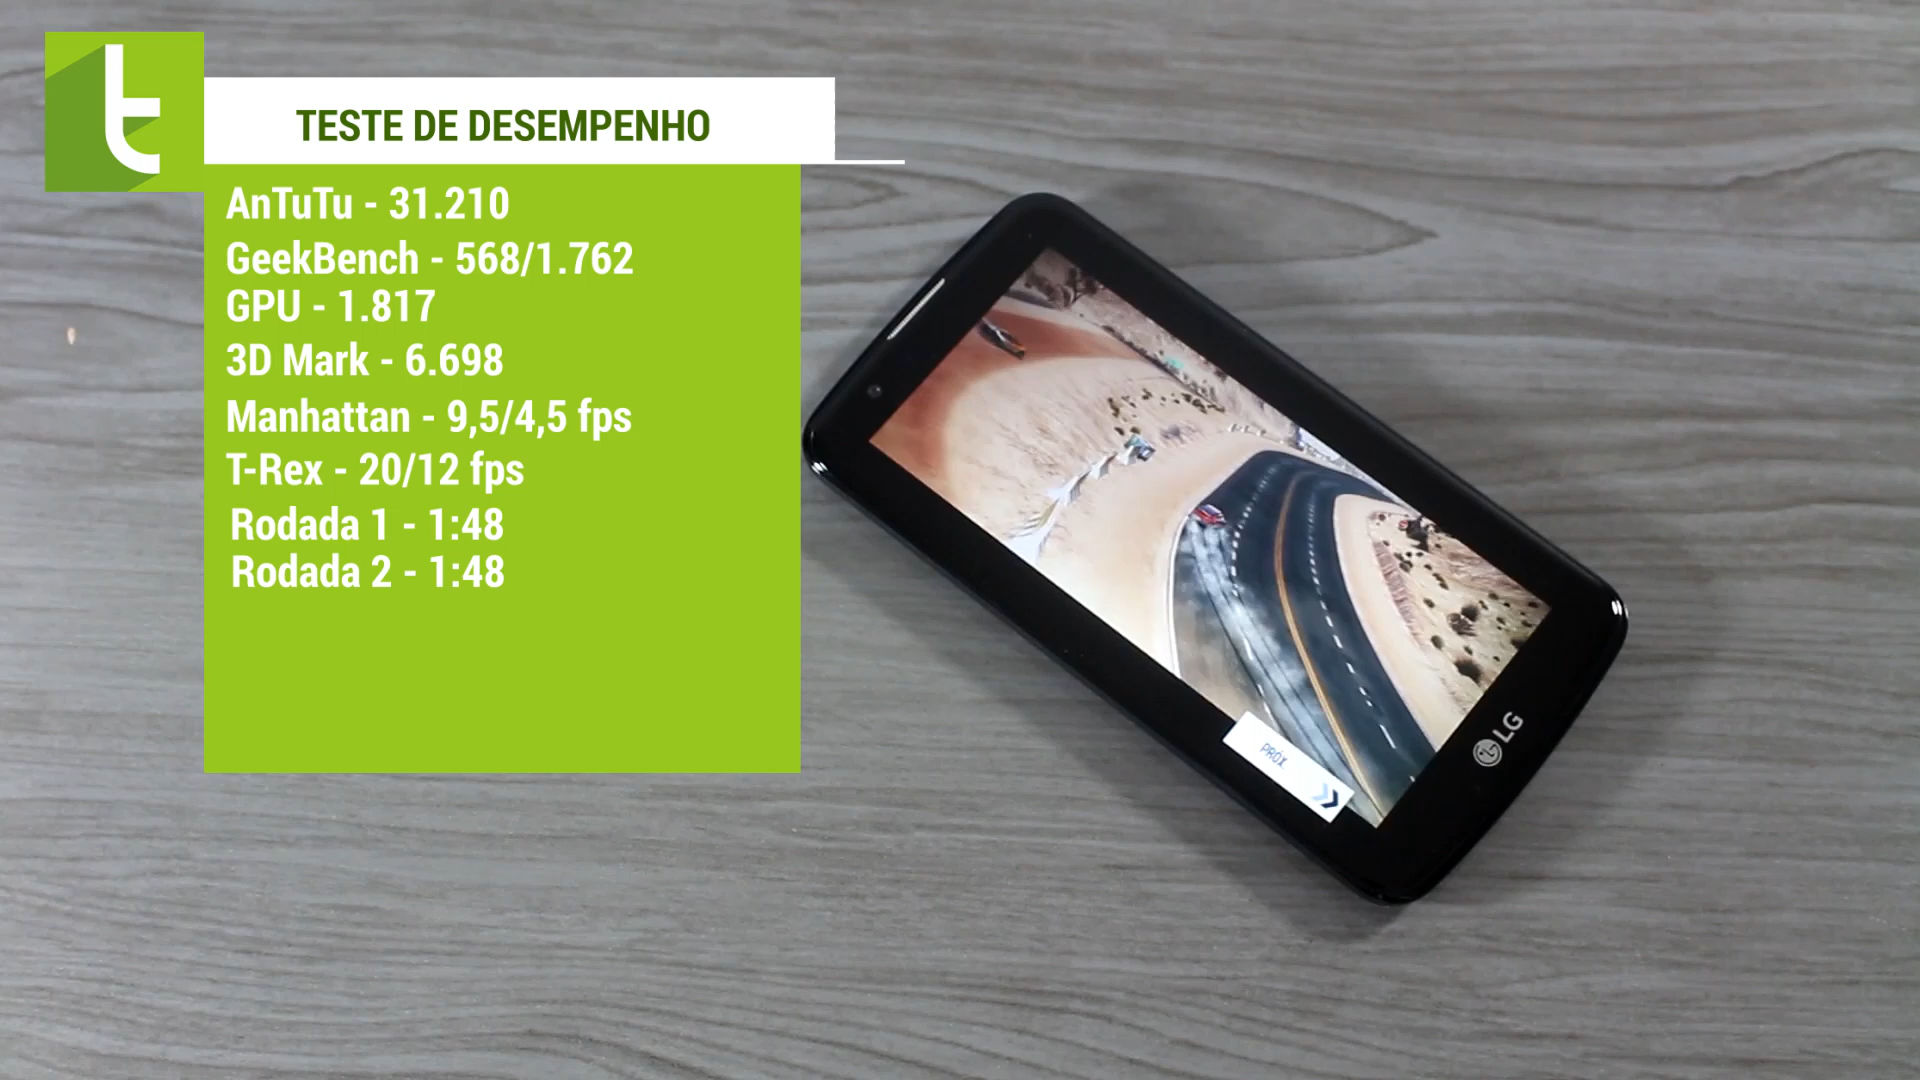 t
TESTE DE DESEMPENHO
AnTuTu - 31.210
GeekBench - 568/1.762
GPU - 1.817
3D Mark - 6.698
Manhattan - 9,5/4,5 fps
T-Rex - 20/12 fps
Rodada 1 - 1:48
Rodada 2 - 1:48
PRÓX.
LG